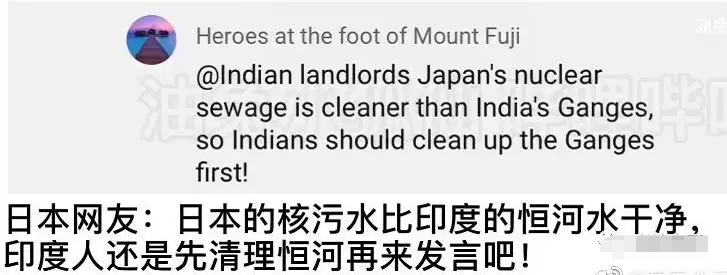 Heroes at the foot of Mount Fuji
@Indian landlords Japan's nuclear
sewage is cleaner than India's Ganges,
so Indians should clean up the Ganges
first!
日本网友：日本的核污水比印度的恒河水干净，
印度人还是先清理恒河再来发言吧！